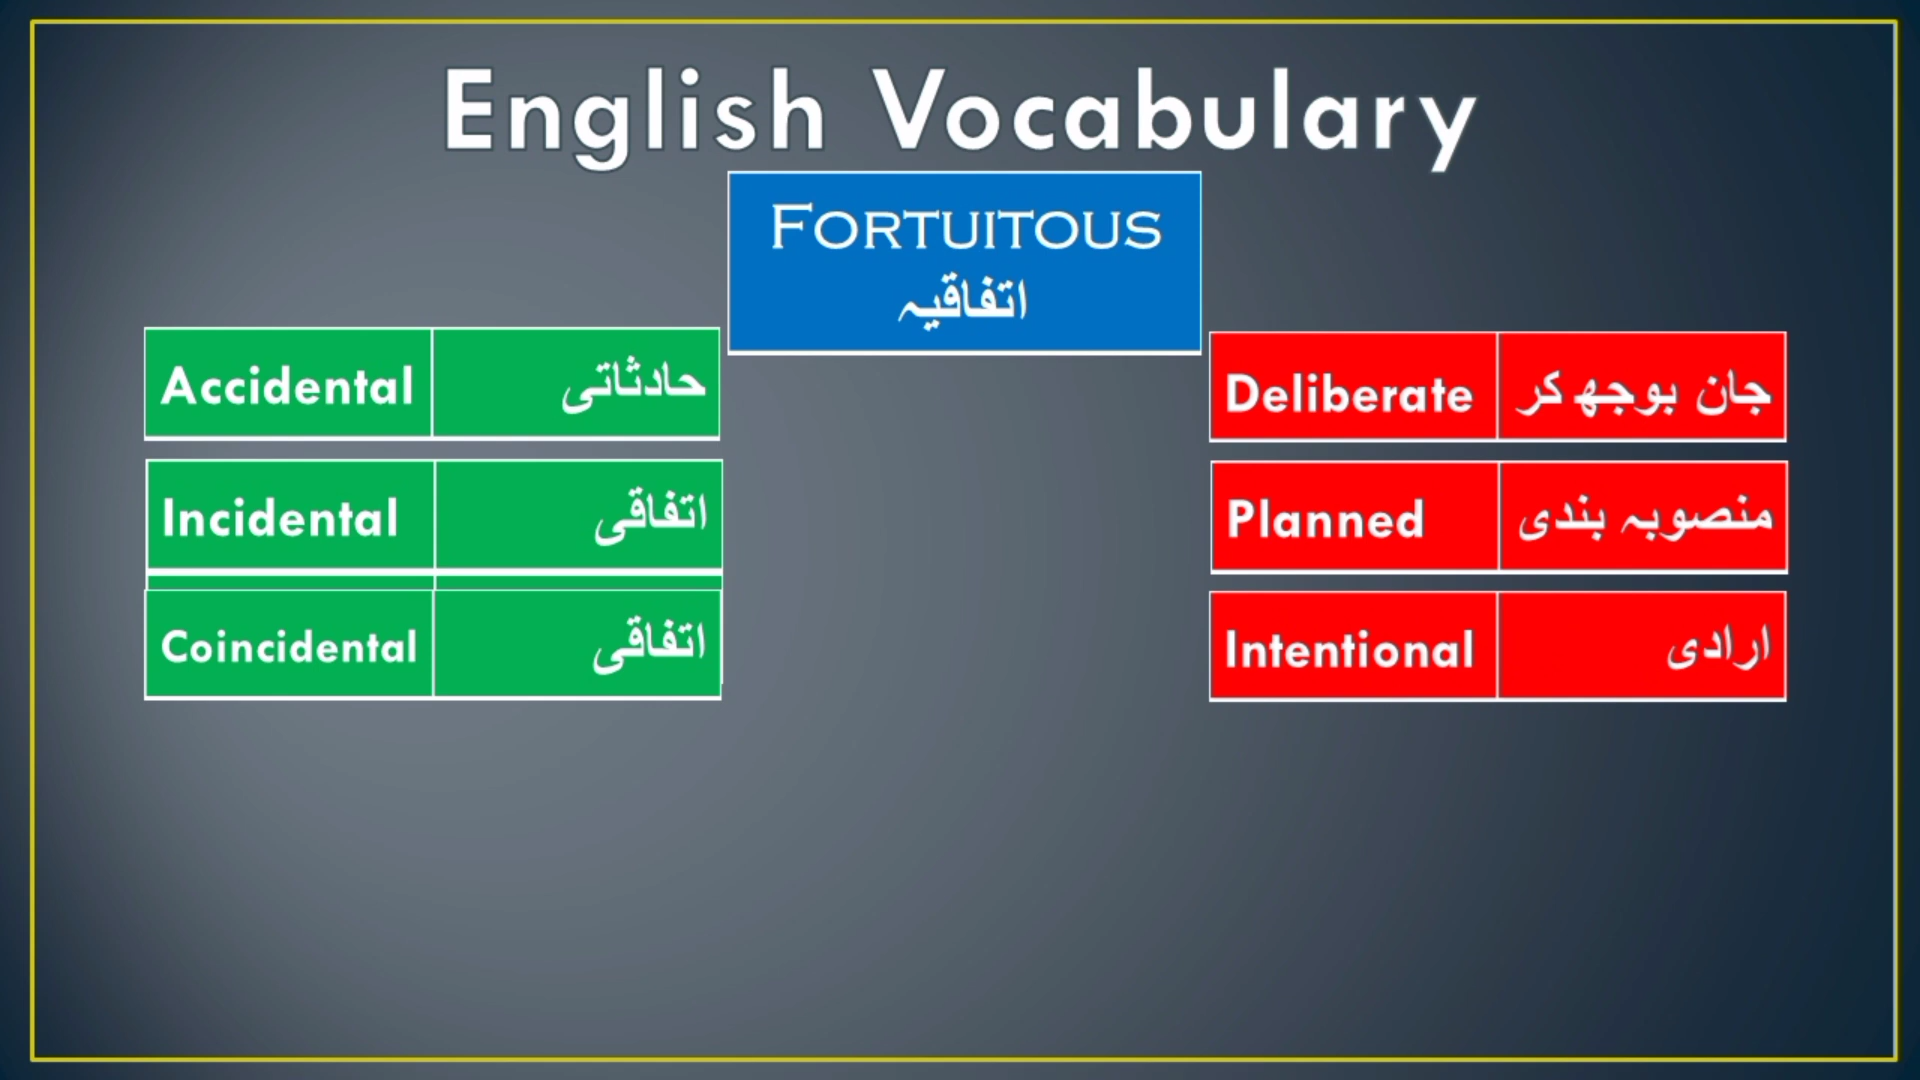 English Vocabulary
FORTUITOUS
اتفاقیہ
Accidental حادثاتی
Incidental اتفاقی
Coincidental اتفاقی
Deliberate جان بوجھ کر
Planned منصوبہ بندی
Intentional ارادی